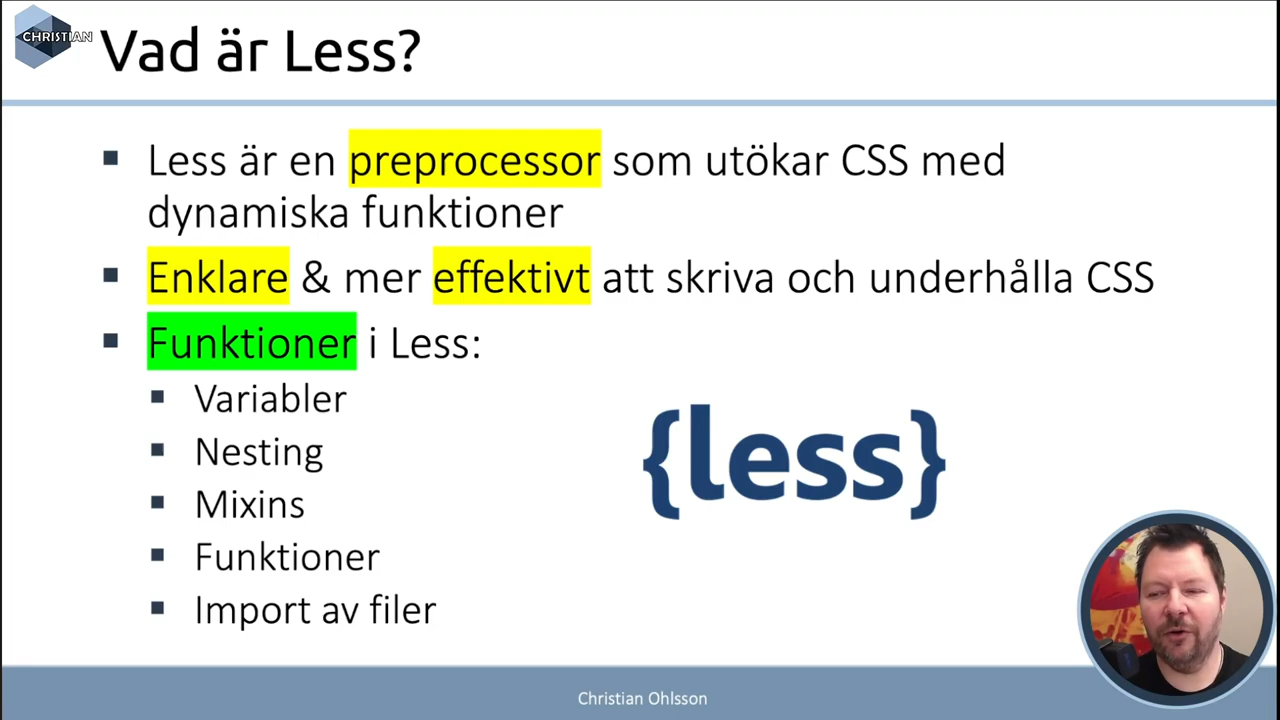 CHRISTIAN
Vad är Less?
Less är en preprocessor som utökar CSS med
dynamiska funktioner
Enklare & mer effektivt att skriva och underhålla CSS
Funktioner i Less:
Variabler
Nesting
Mixins
Funktioner
Import av filer
{less}
Christian Ohlsson